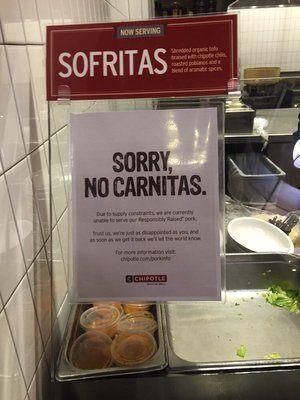 NOW SERVING
SOFRITAS
Shredded organic tofu
braised with chipotle chilis,
roasted poblanos and a
blend of aromatic spices.
SORRY,
NO CARNITAS.
Due to supply constraints, we are currently
unable to serve our Responsibly Raised® pork.
Trust us, we're just as disappointed as you, and
as soon as we get it back we'll let the world know.
For more information visit:
chipotle.com/porkinfo
CHIPOTLE